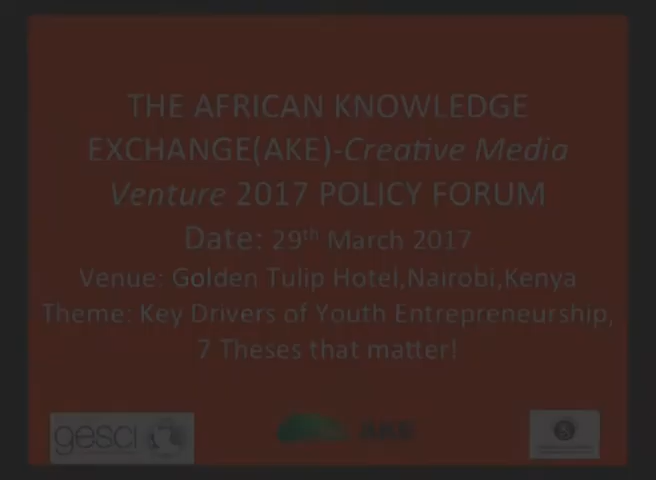 THE AFRICAN KNOWLEDGE
EXCHANGE(AKE)-Creative Media
Venture 2017 POLICY FORUM
Date: 29th March 2017
Venue: Golden Tulip Hotel,Nairobi,Kenya
Theme: Key Drivers of Youth Entrepreneurship,
7 Theses that matter!
gesci
AKE